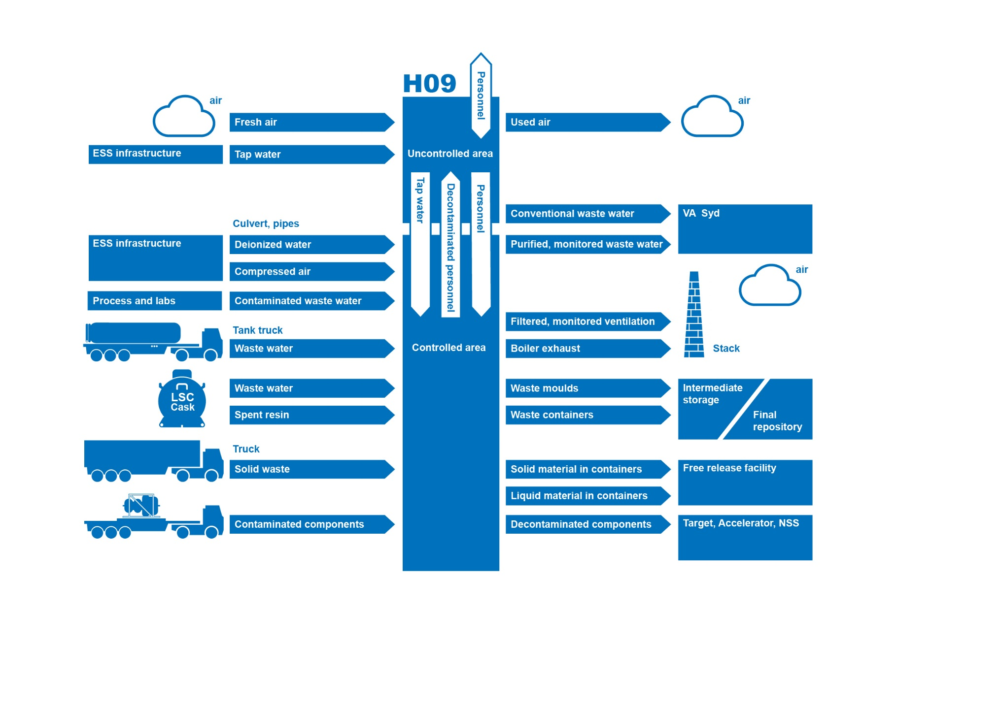 H09
Personnel
air
Fresh air
Used air
air
ESS infrastructure
Tap water
Uncontrolled area
Tap water
Decontaminated personnel
Personnel
Conventional waste water
VA  Syd
Culvert, pipes
ESS infrastructure
Deionized water
Purified, monitored waste water
Compressed air
air
Process and labs
Contaminated waste water
Filtered, monitored ventilation
Tank truck
Waste water
Controlled area
Boiler exhaust
Stack
LSC
Cask
Waste water
Waste moulds
Intermediate
storage
Spent resin
Waste containers
Final
repository
Truck
Solid waste
Solid material in containers
Free release facility
Liquid material in containers
Contaminated components
Decontaminated components
Target, Accelerator, NSS